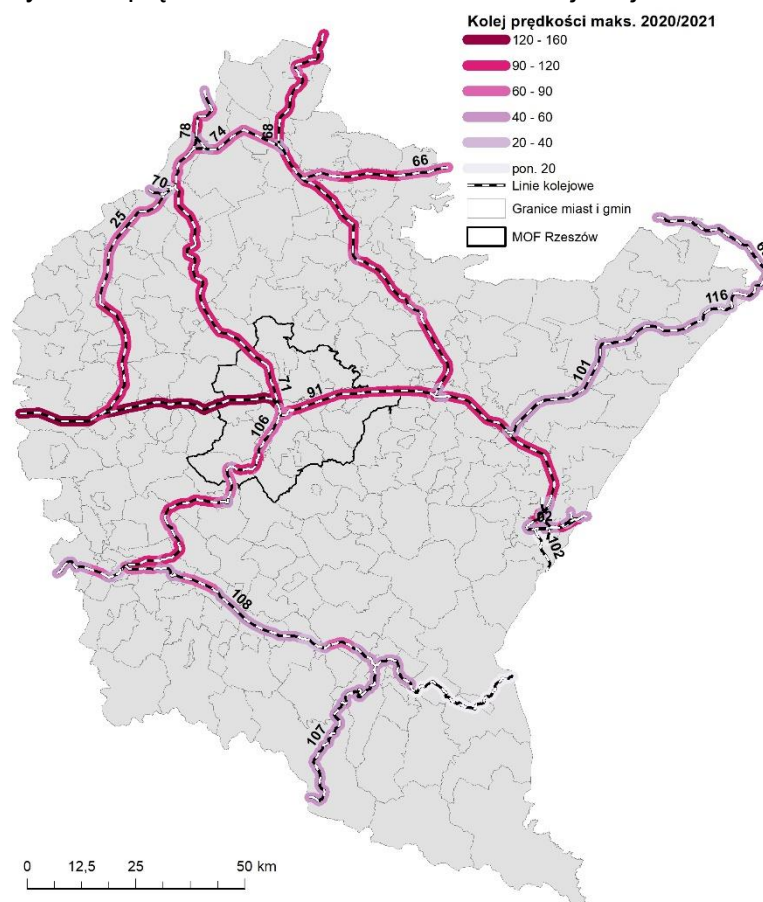 Kolej prędkości maks. 2020/2021
120 - 160
90 - 120
60 - 90
40 - 60
20 - 40
pon. 20
Linie kolejowe
Granice miast i gmin
MOF Rzeszów
78
74
68
66
70
25
116
101
71
91
106
102
108
107
0 12,5 25 50 km